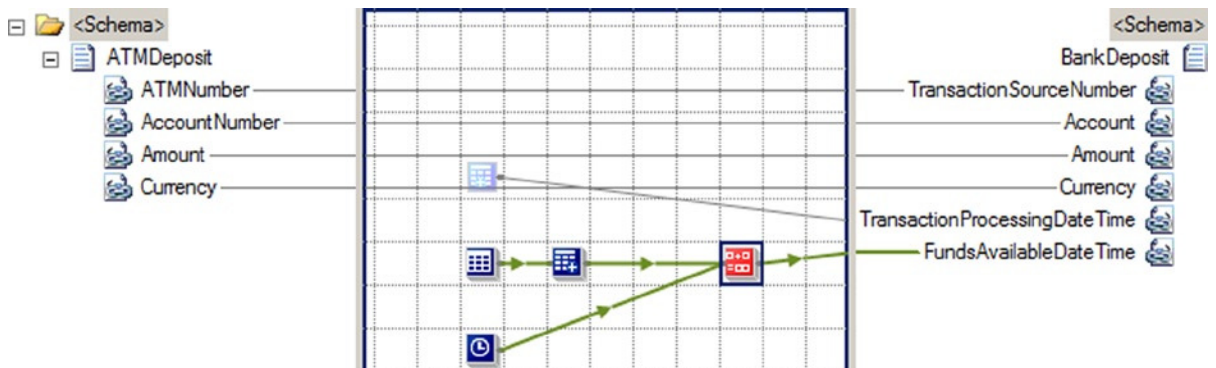 <Schema>
ATMDeposit
ATMNumber
AccountNumber
Amount
Currency
<Schema>
BankDeposit
TransactionSourceNumber
Account
Amount
Currency
TransactionProcessingDateTime
FundsAvailableDateTime